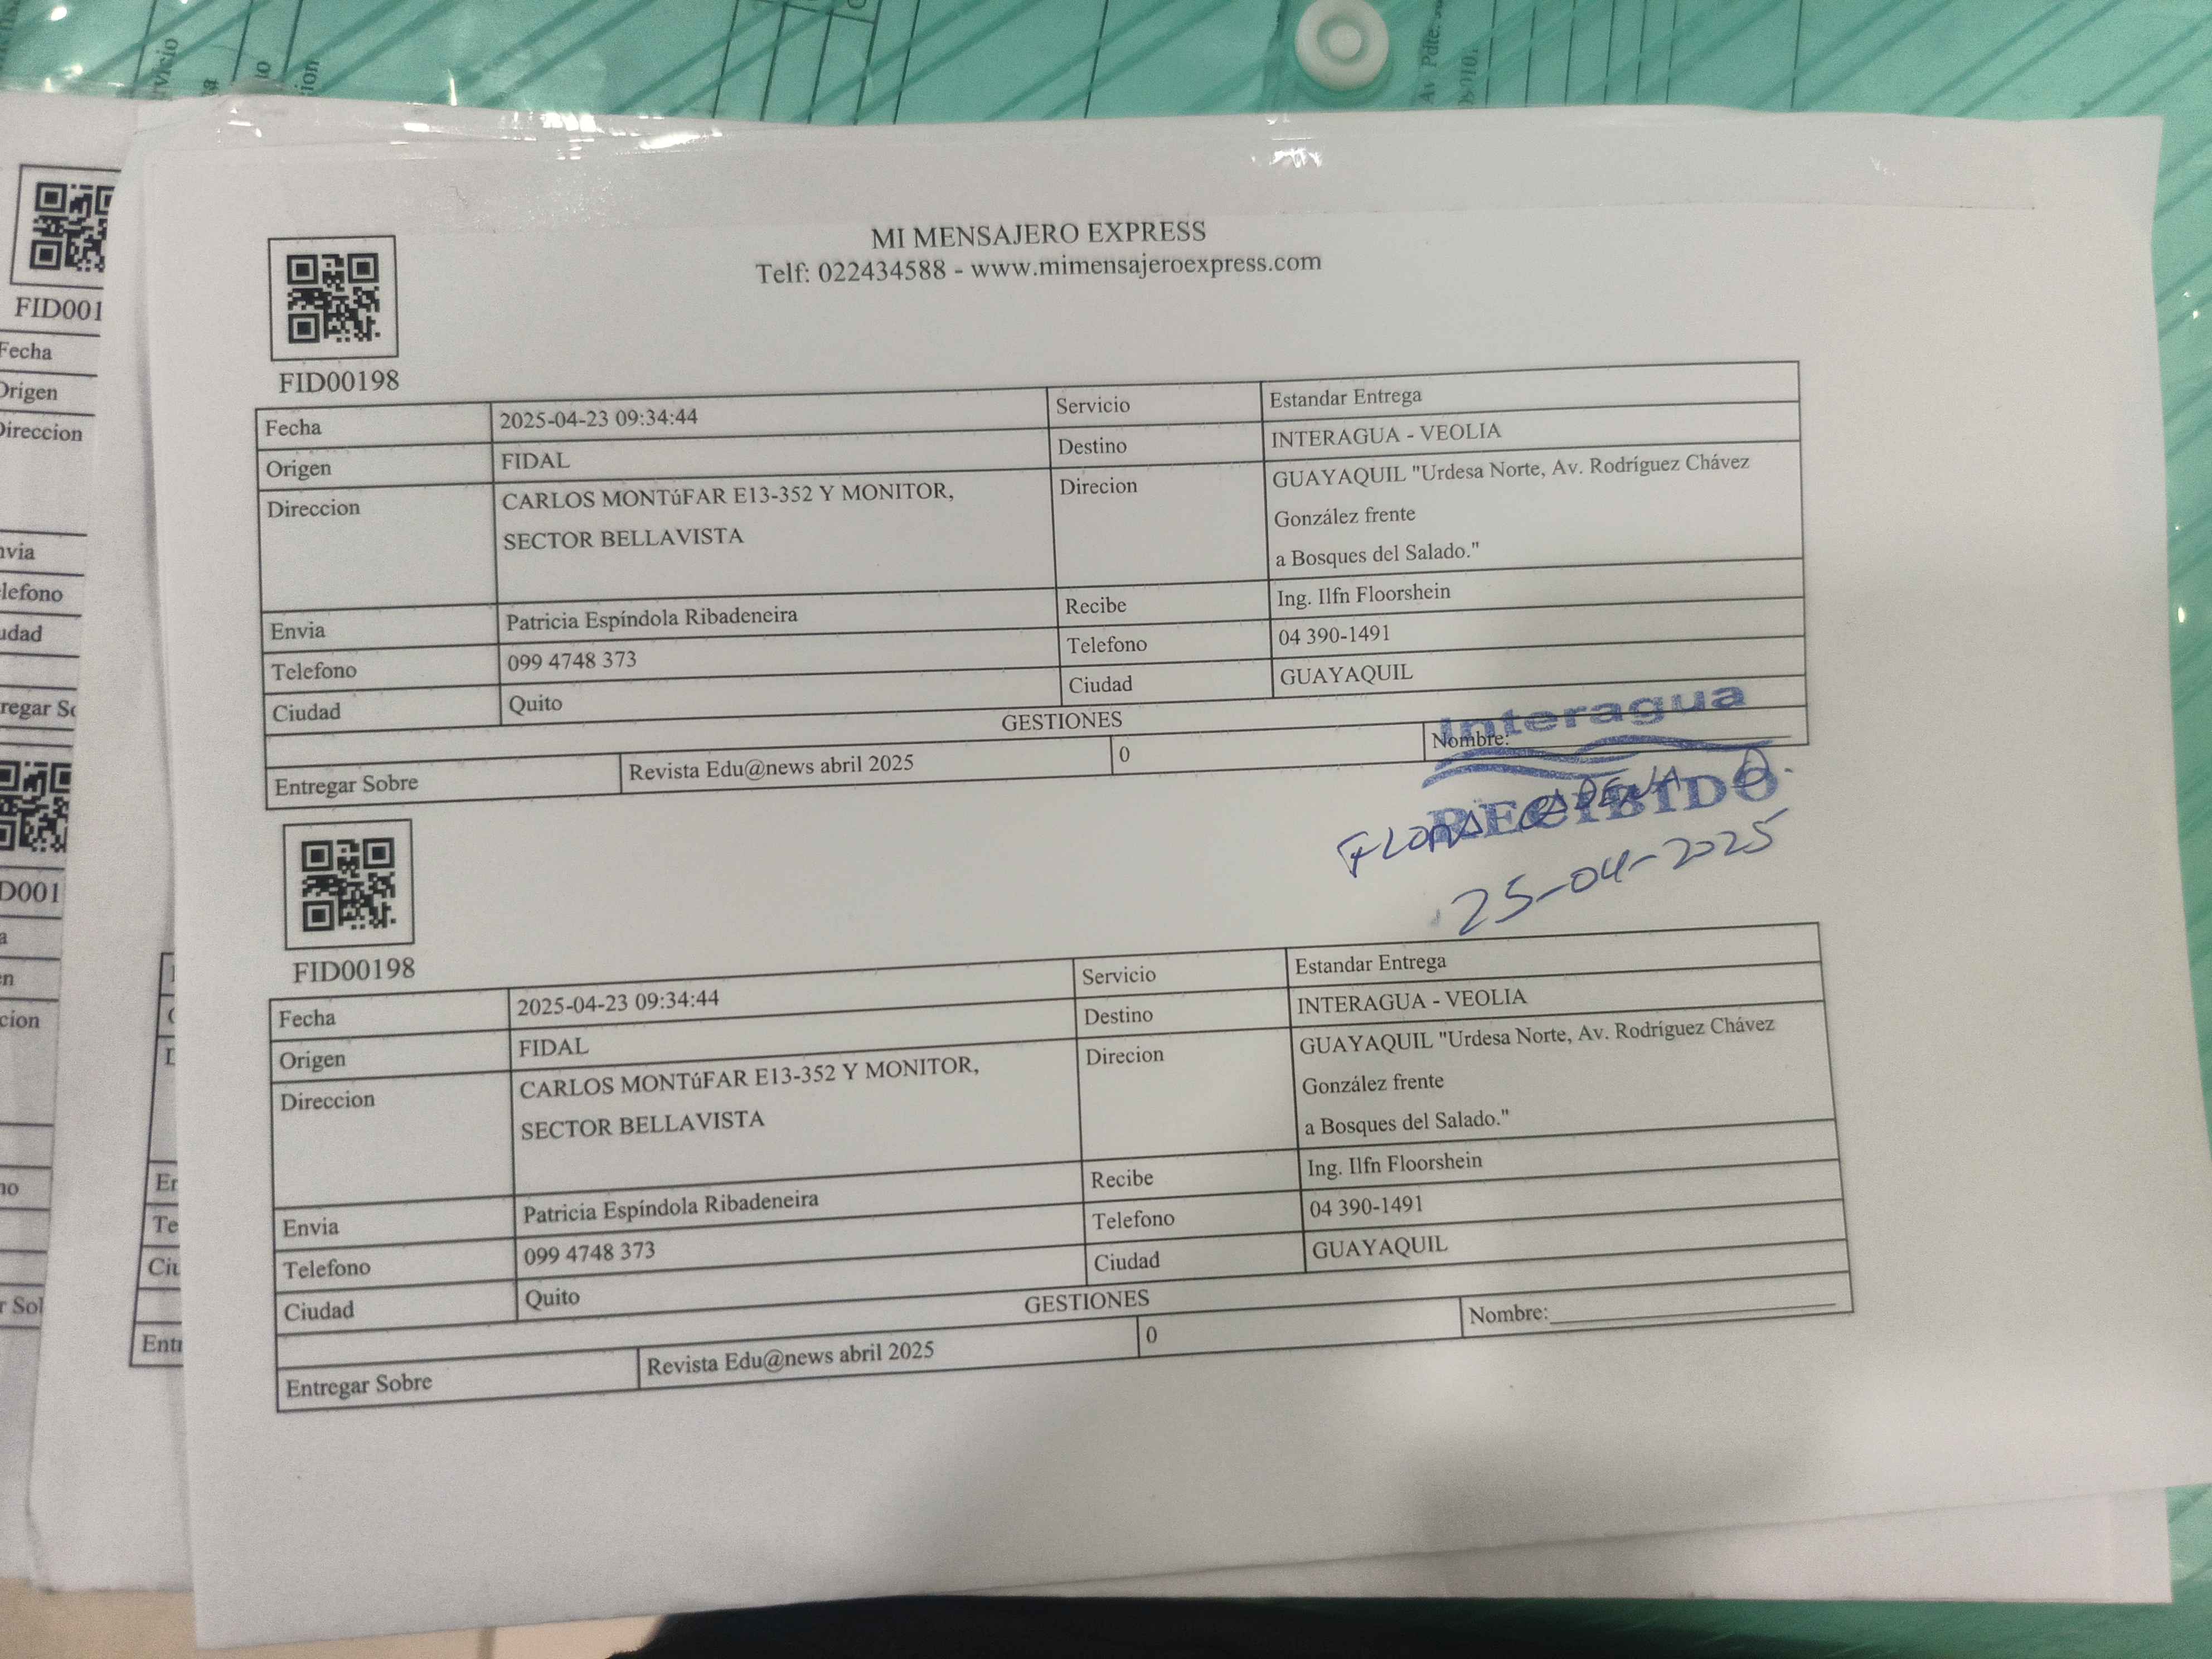 MI MENSAJERO EXPRESS
Telf: 022434588 - www.mimensajeroexpress.com
FID00198
Fecha 2025-04-23 09:34:44 Servicio Estandar Entrega
Origen FIDAL Destino INTERAGUA - VEOLIA
Direccion CARLOS MONTúFAR E13-352 Y MONITOR, Direcion GUAYAQUIL "Urdesa Norte, Av. Rodríguez Chávez
SECTOR BELLAVISTA González frente
a Bosques del Salado."
Envia Patricia Espíndola Ribadeneira Recibe Ing. Ilfn Floorshein
Telefono 099 4748 373 Telefono 04 390-1491
Ciudad Quito Ciudad GUAYAQUIL
GESTIONES
Entregar Sobre Revista Edu@news abril 2025 0 Nombre:
Interagua
RECIBIDO
25-04-2025
FID00198
Fecha 2025-04-23 09:34:44 Servicio Estandar Entrega
Origen FIDAL Destino INTERAGUA - VEOLIA
Direccion CARLOS MONTúFAR E13-352 Y MONITOR, Direcion GUAYAQUIL "Urdesa Norte, Av. Rodríguez Chávez
SECTOR BELLAVISTA González frente
a Bosques del Salado."
Envia Patricia Espíndola Ribadeneira Recibe Ing. Ilfn Floorshein
Telefono 099 4748 373 Telefono 04 390-1491
Ciudad Quito Ciudad GUAYAQUIL
GESTIONES
Entregar Sobre Revista Edu@news abril 2025 0 Nombre:
FID001
Fecha
Origen
Direccion